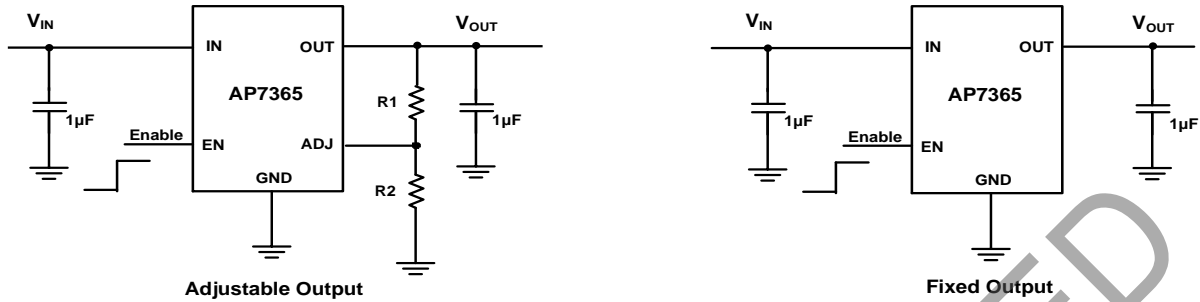 VIN
IN
OUT
VOUT
AP7365
R1
1µF
1µF
Enable
EN
ADJ
GND
R2
Adjustable Output
VIN
IN
OUT
VOUT
AP7365
1µF
1µF
Enable
EN
GND
Fixed Output
ED